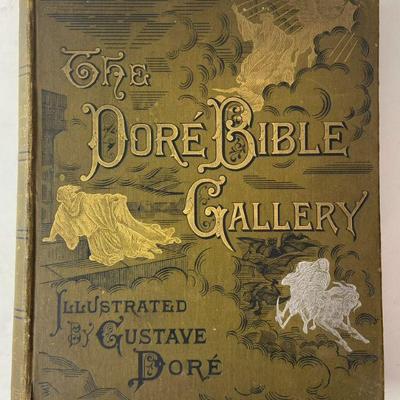 The
Doré Bible
Gallery
Illustrated
By Gustave
Doré